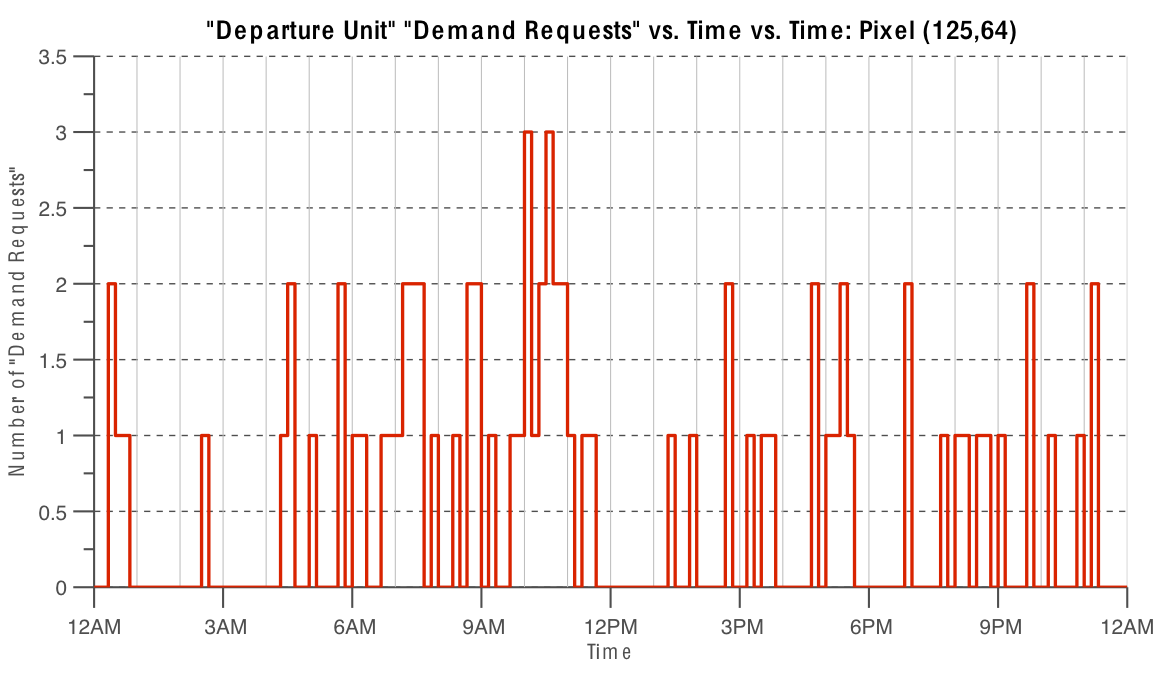 "Departure Unit" "Demand Requests" vs. Time vs. Time: Pixel (125,64)
Number of "Demand Requests"
3.5
3
2.5
2
1.5
1
0.5
0
12AM 3AM 6AM 9AM 12PM 3PM 6PM 9PM 12AM
Time